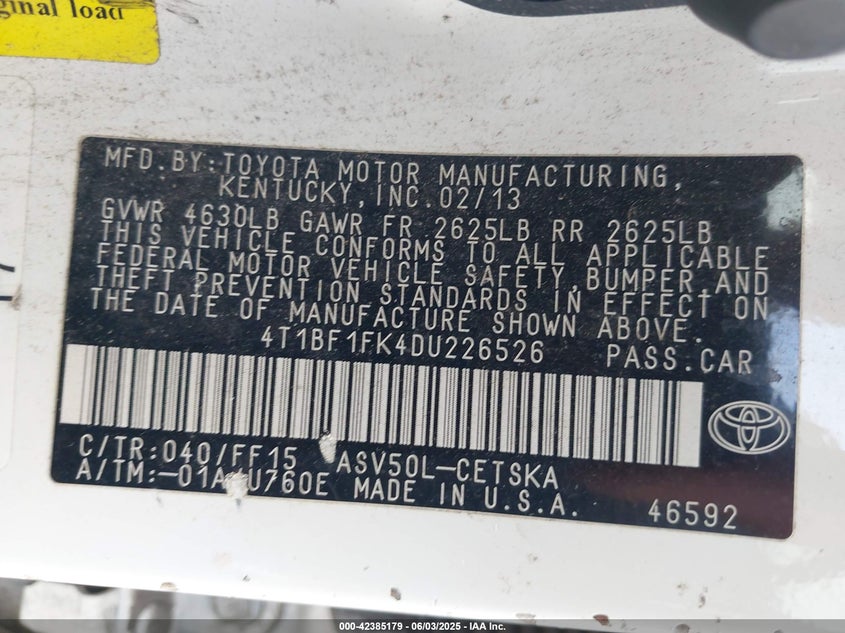 ginal load
MFD.BY:TOYOTA MOTOR MANUFACTURING,
KENTUCKY,INC.02/13
GVWR 4630LB GAWR FR 2625LB RR 2625LB
THIS VEHICLE CONFORMS TO ALL APPLICABLE
FEDERAL MOTOR VEHICLE SAFETY,BUMPER,AND
THEFT PREVENTION STANDARDS IN EFFECT ON
THE DATE OF MANUFACTURE SHOWN ABOVE.
4T1BF1FK4DU226526 PASS.CAR
C/TR:040/FF15 ASV50L-CETSKA
A/TM:-01A U760E MADE IN U.S.A. 46592
000-42385179 - 06/03/2025 - IAA Inc.